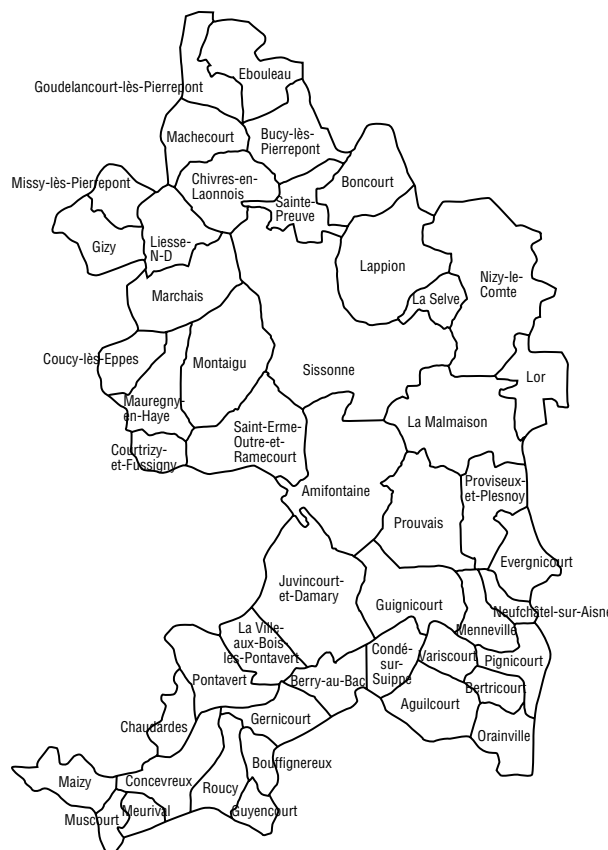 Ebouleau
Goudelancourt-lès-Pierrepont
Machecourt
Bucy-lès-
Pierrepont
Missy-lès-Pierrepont
Chivres-en-
Laonnois
Boncourt
Sainte-
Preuve
Gizy
Liesse-
N-D
Lappion
Nizy-le-
Comte
Marchais
La Selve
Coucy-lès-Eppes
Montaigu
Sissonne
Lor
Mauregny-
en-Haye
La Malmaison
Saint-Erme-
Outre-et-
Ramecourt
Courtrizy-
et-Fussigny
Amifontaine
Proviseux-
et-Plesnoy
Prouvais
Evergnicourt
Juvincourt-
et-Damary
Guignicourt
Neufchâtel-sur-Aisne
Menneville
La Ville-
aux-Bois-
les-Pontavert
Condé-
sur-
Suippe
Variscourt
Pignicourt
Pontavert
Berry-au-Bac
Bertricourt
Aguilcourt
Chaudardes
Gernicourt
Orainville
Bouffignereux
Maizy
Concevreux
Roucy
Muscourt
Meurival
Guyencourt